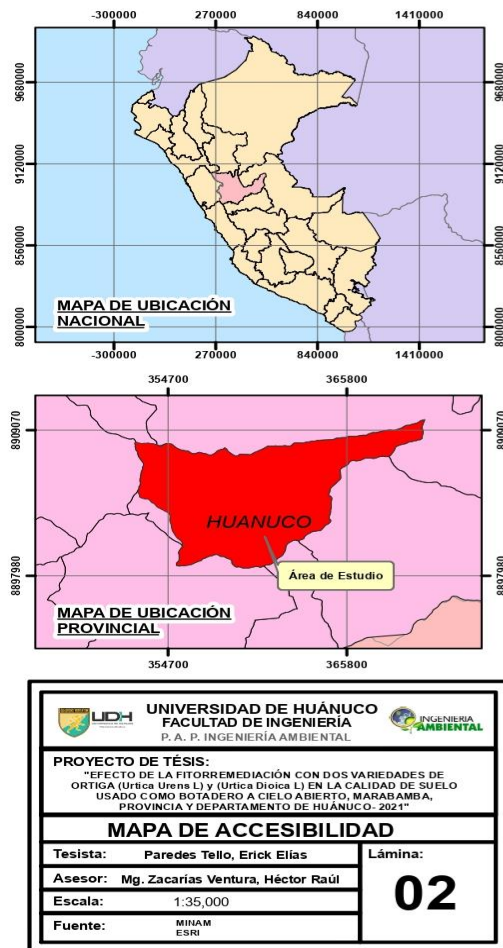 -300000 270000 840000 1410000
9680000 9680000
9120000 9120000
8560000 8560000
8000000 8000000
MAPA DE UBICACIÓN
NACIONAL
-300000 270000 840000 1410000
354700 365800
8909070 8909070
HUANUCO
Área de Estudio
8897980 8897980
MAPA DE UBICACIÓN
PROVINCIAL
354700 365800
UDH
UNIVERSIDAD DE HUÁNUCO
FACULTAD DE INGENIERÍA
P. A. P. INGENIERÍA AMBIENTAL
INGENIERIA
AMBIENTAL
PROYECTO DE TÉSIS:
"EFECTO DE LA FITORREMEDIACIÓN CON DOS VARIEDADES DE
ORTIGA (Urtica Urens L) y (Urtica Dioica L) EN LA CALIDAD DE SUELO
USADO COMO BOTADERO A CIELO ABIERTO, MARABAMBA,
PROVINCIA Y DEPARTAMENTO DE HUÁNUCO- 2021"
MAPA DE ACCESIBILIDAD
Tesista: Paredes Tello, Erick Elías
Asesor: Mg. Zacarías Ventura, Héctor Raúl
Escala: 1:35,000
Fuente: MINAM
ESRI
Lámina:
02